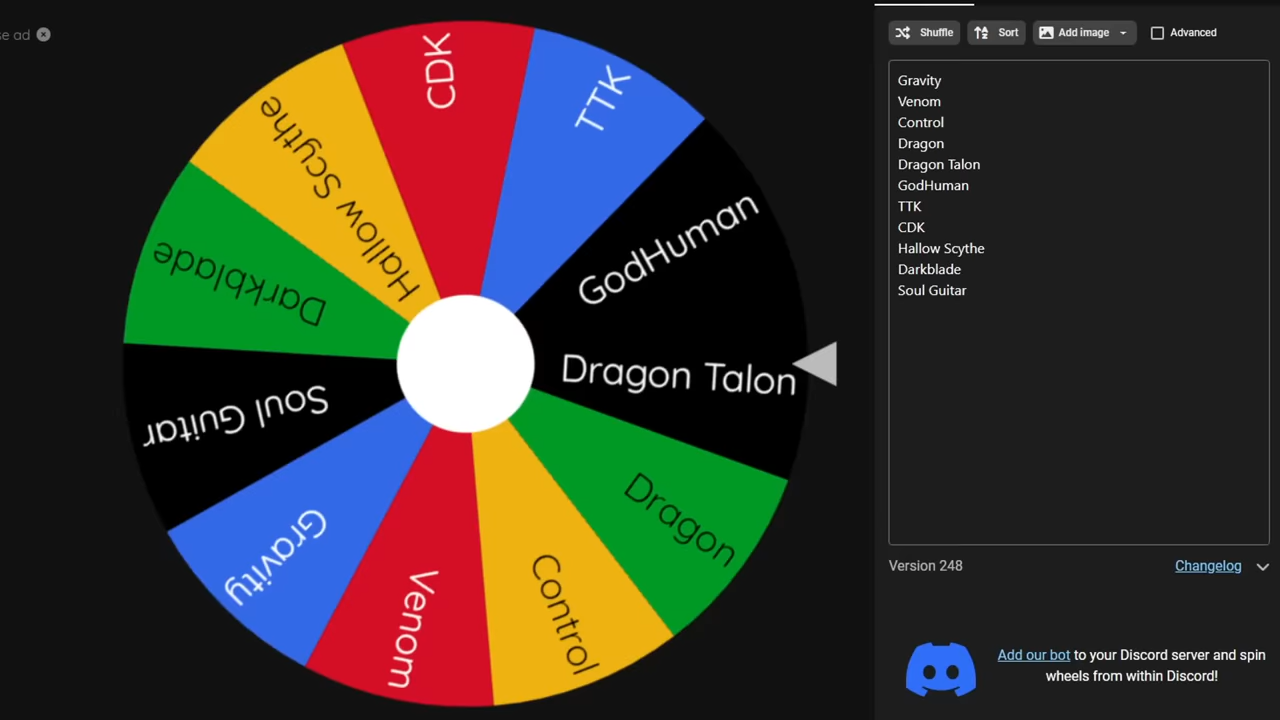 se ad
CDK
TTK
GodHuman
Dragon Talon
Dragon
Control
Venom
Gravity
Soul Guitar
Darkblade
Hallow Scythe
Shuffle
Sort
Add image
Advanced
Gravity
Venom
Control
Dragon
Dragon Talon
GodHuman
TTK
CDK
Hallow Scythe
Darkblade
Soul Guitar
Version 248
Changelog
Add our bot to your Discord server and spin
wheels from within Discord!